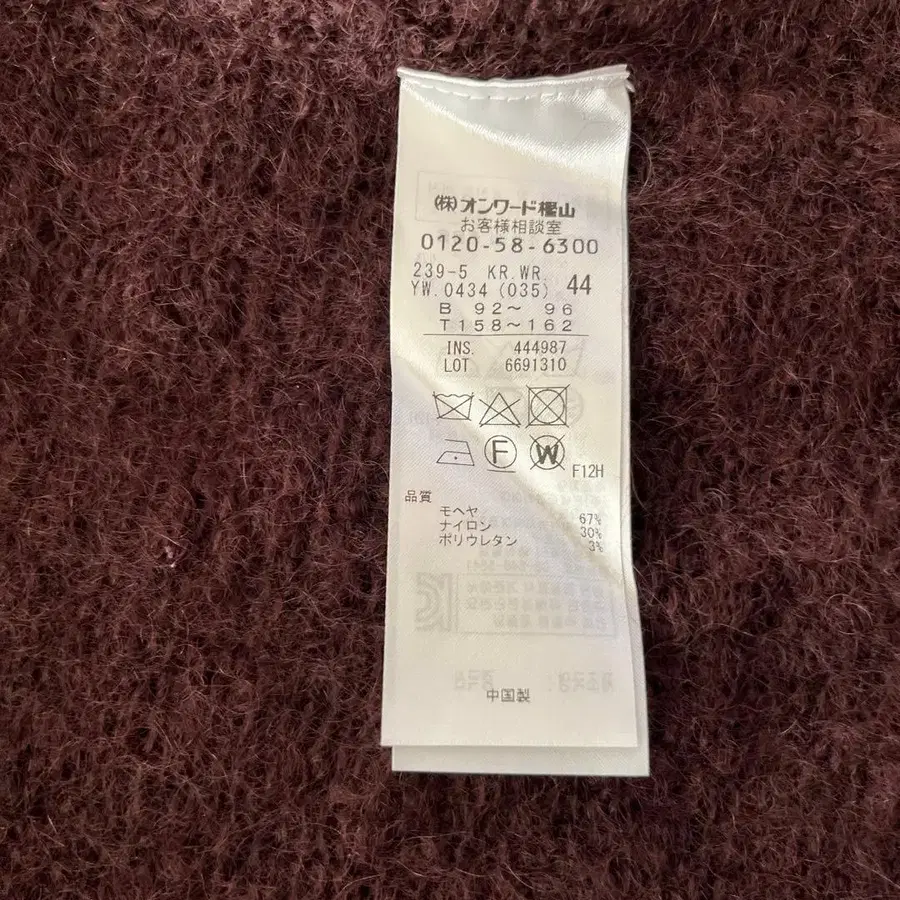 ㈱オンワード樫山
お客様相談室
0120-58-6300
239-5 KR.WR
YW.0434 (035) 44
B 92～ 96
T158～162
INS. 444987
LOT 6691310
F W
F12H
品質
モヘヤ 67%
ナイロン 30%
ポリウレタン 3%
中国製